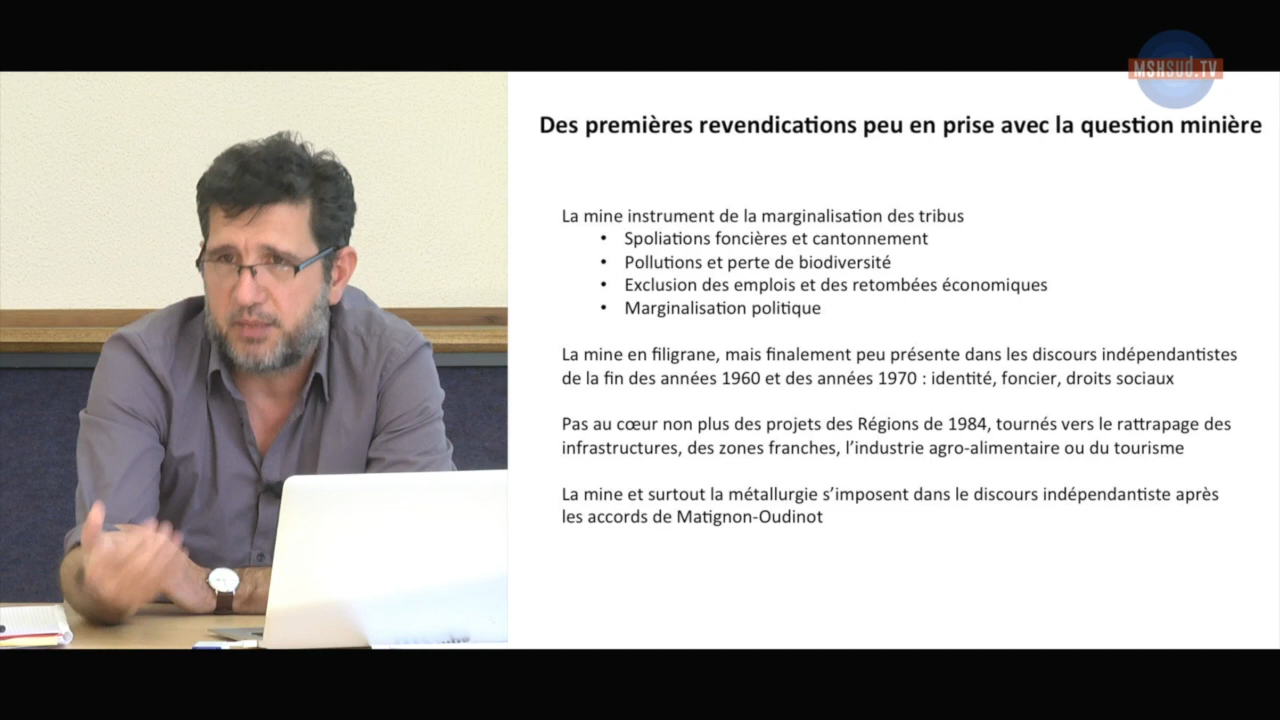 MSHSUD.TV
Des premières revendications peu en prise avec la question minière
La mine instrument de la marginalisation des tribus
• Spoliations foncières et cantonnement
• Pollutions et perte de biodiversité
• Exclusion des emplois et des retombées économiques
• Marginalisation politique
La mine en filigrane, mais finalement peu présente dans les discours indépendantistes
de la fin des années 1960 et des années 1970 : identité, foncier, droits sociaux
Pas au cœur non plus des projets des Régions de 1984, tournés vers le rattrapage des
infrastructures, des zones franches, l’industrie agro-alimentaire ou du tourisme
La mine et surtout la métallurgie s’imposent dans le discours indépendantiste après
les accords de Matignon-Oudinot